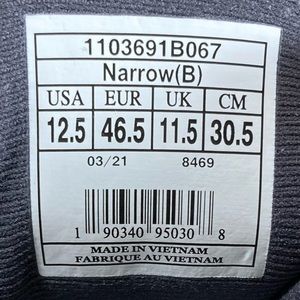 1103691B067
Narrow(B)
USA EUR UK CM
12.5 46.5 11.5 30.5
03/21 8469
1 90340 95030 8
MADE IN VIETNAM
FABRIQUE AU VIETNAM